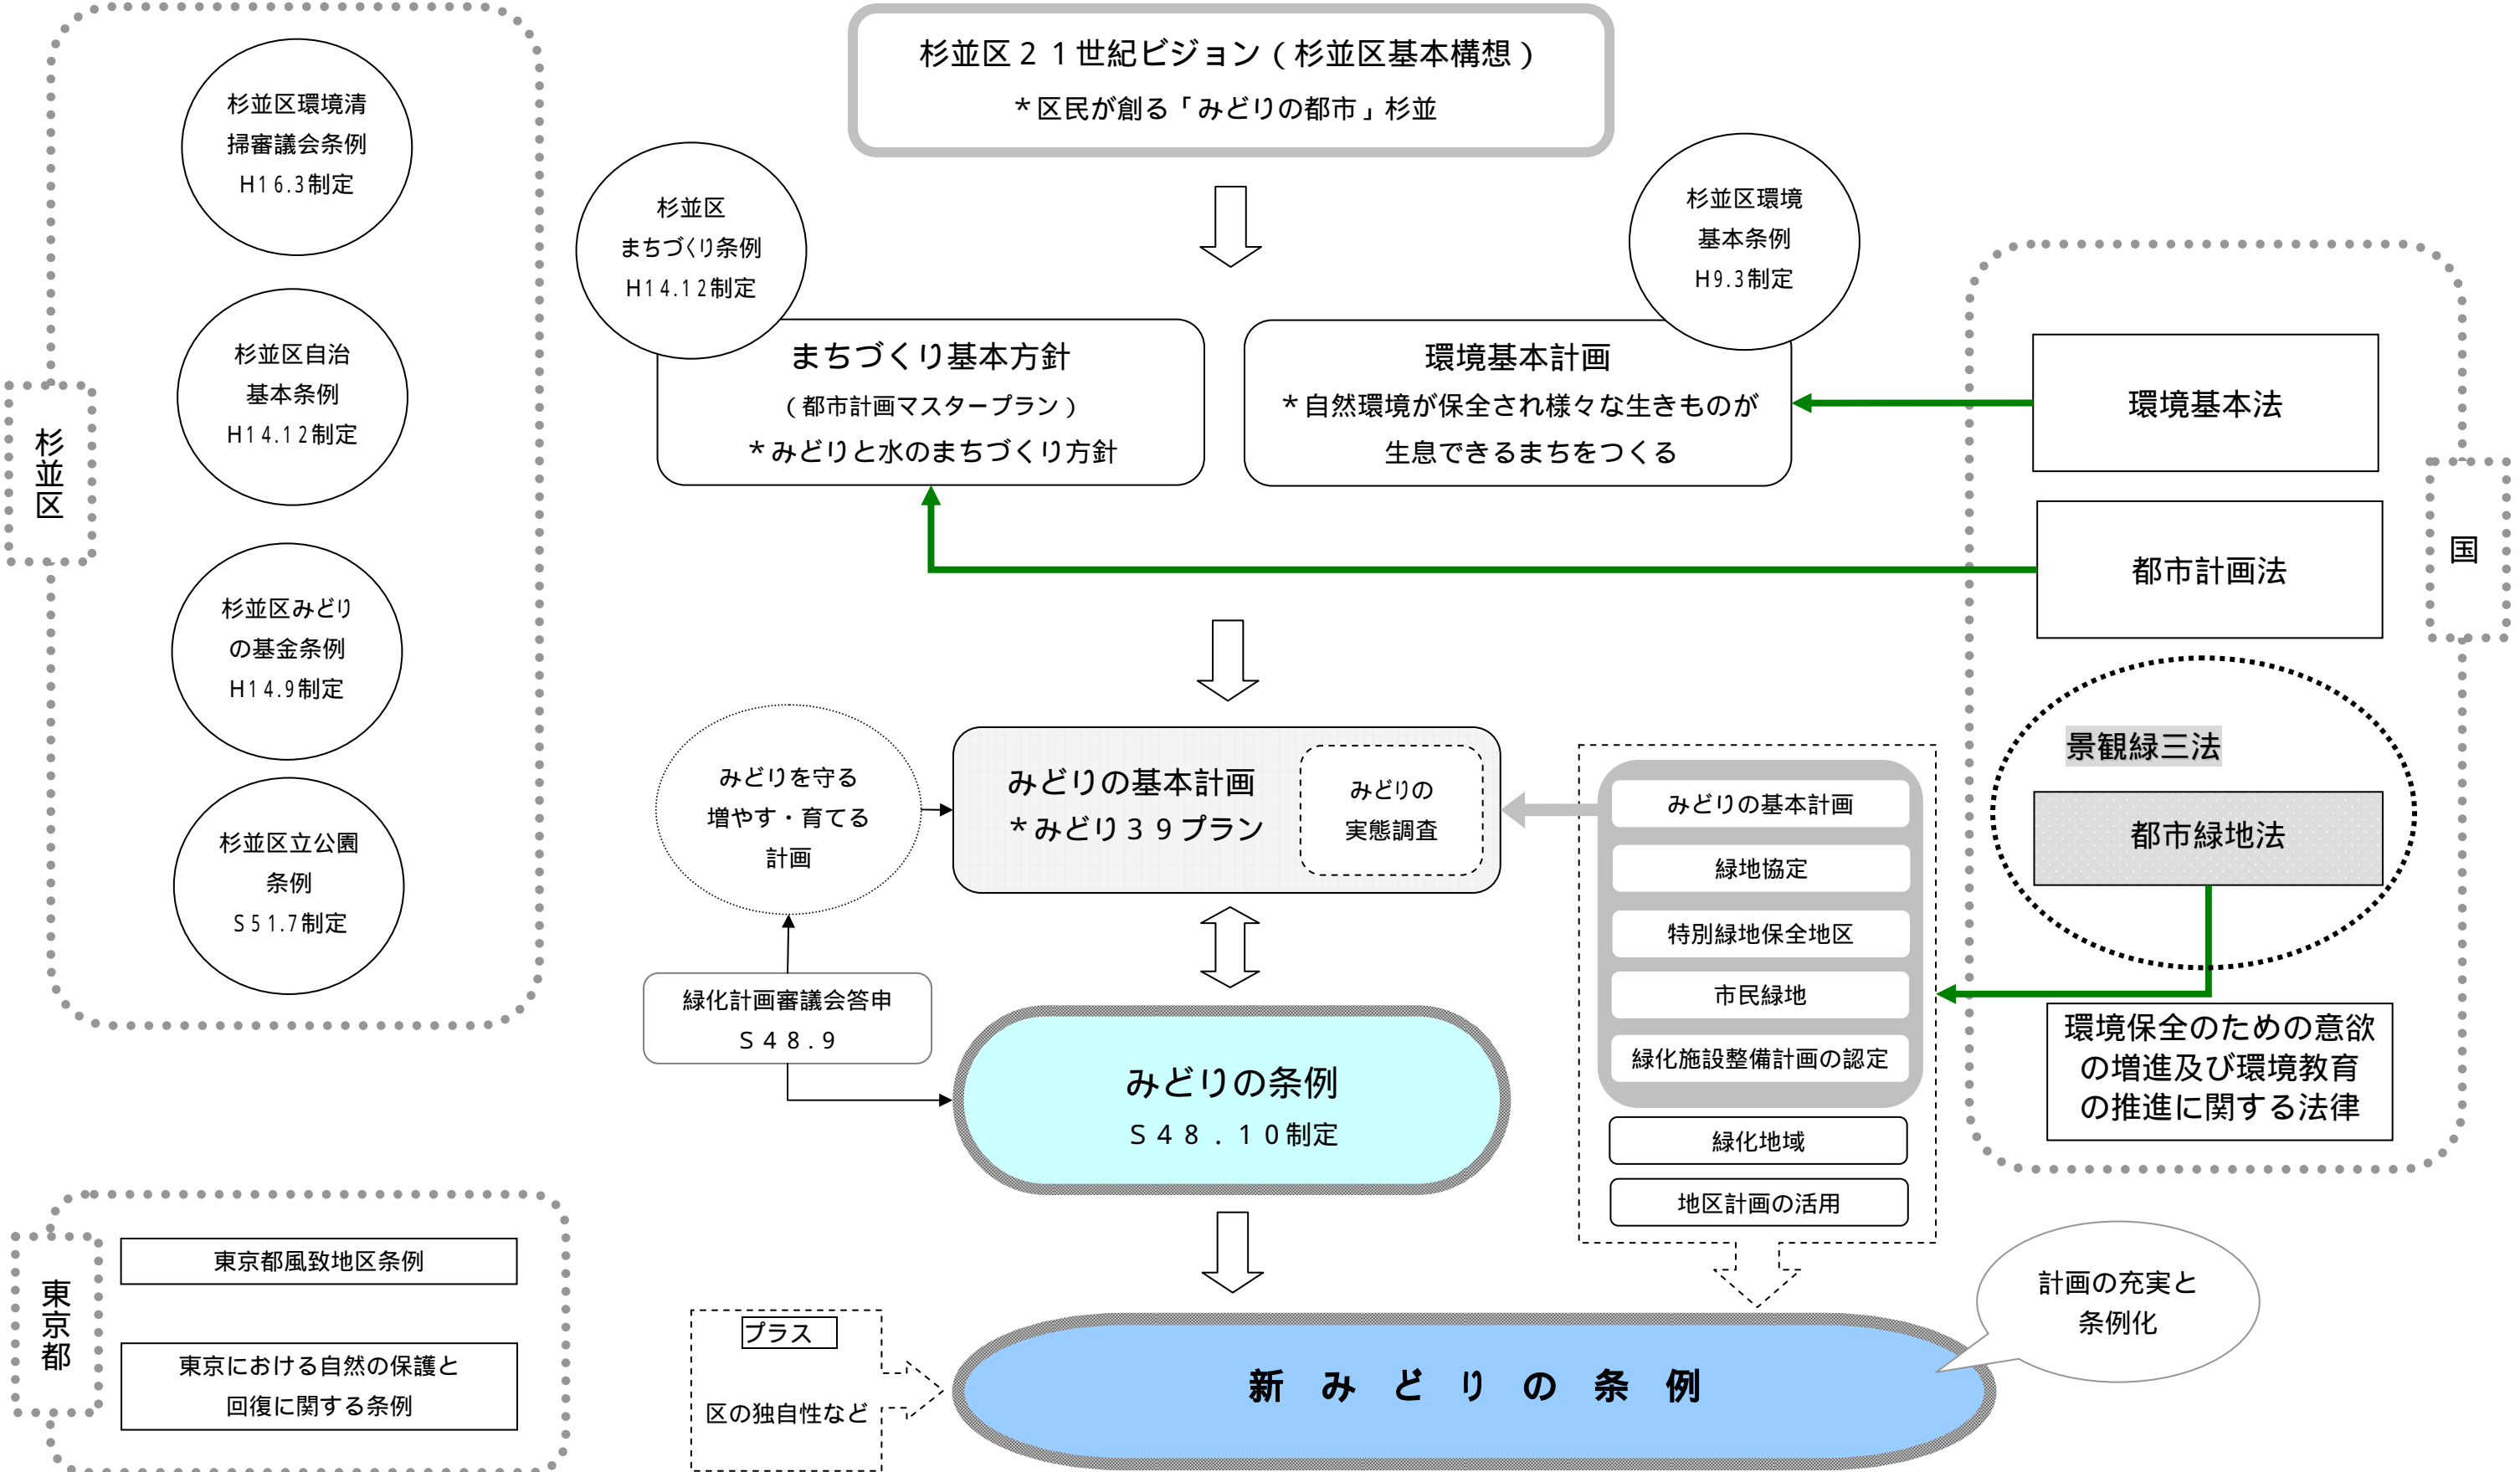 杉並区２１世紀ビジョン（杉並区基本構想）
＊区民が創る「みどりの都市」杉並
杉並区
杉並区環境清
掃審議会条例
H16.3制定
杉並区自治
基本条例
H14.12制定
杉並区みどり
の基金条例
H14.9制定
杉並区立公園
条例
S51.7制定
杉並区
まちづくり条例
H14.12制定
まちづくり基本方針
（都市計画マスタープラン）
＊みどりと水のまちづくり方針
杉並区環境
基本条例
H9.3制定
環境基本計画
＊自然環境が保全され様々な生きものが
生息できるまちをつくる
国
環境基本法
都市計画法
景観緑三法
都市緑地法
環境保全のための意欲
の増進及び環境教育
の推進に関する法律
みどりを守る
増やす・育てる
計画
みどりの基本計画
＊みどり３９プラン
みどりの
実態調査
みどりの基本計画
緑地協定
特別緑地保全地区
市民緑地
緑化施設整備計画の認定
緑化地域
地区計画の活用
緑化計画審議会答申
Ｓ４８.９
みどりの条例
Ｓ４８．１０制定
東京都
東京都風致地区条例
東京における自然の保護と
回復に関する条例
プラス
区の独自性など
新みどりの条例
計画の充実と
条例化